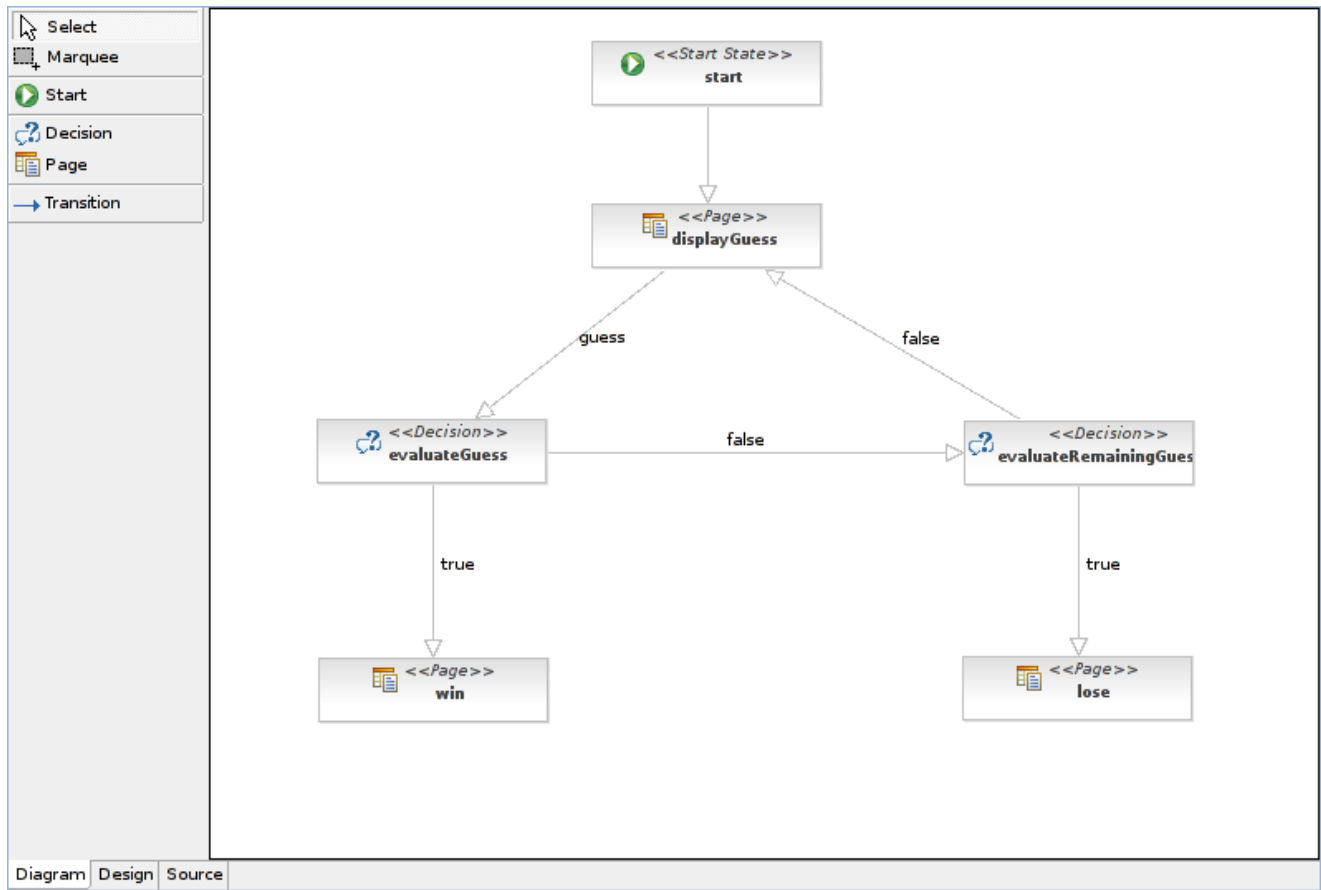 Select
Marquee
Start
Decision
Page
Transition
<<Start State>>
start
<<Page>>
displayGuess
guess
false
<<Decision>>
evaluateGuess
false
<<Decision>>
evaluateRemainingGues
true
true
<<Page>>
win
<<Page>>
lose
Diagram Design Source